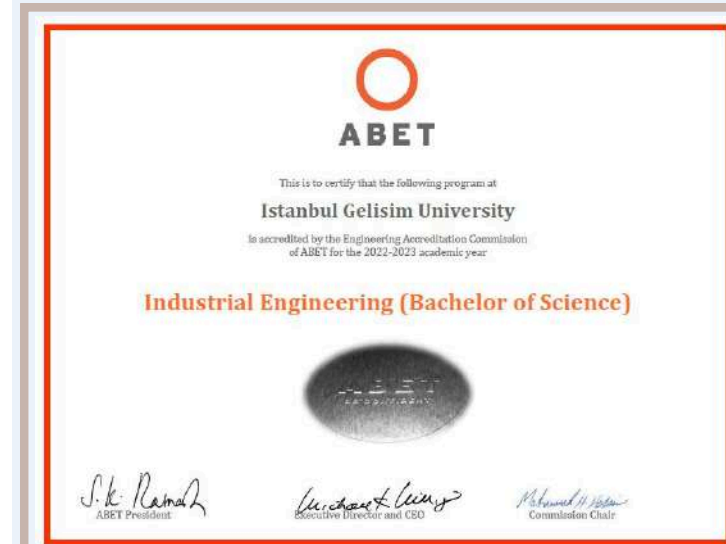 ABET
This is to certify that the following program at
Istanbul Gelisim University
is accredited by the Engineering Accreditation Commission
of ABET for the 2022-2023 academic year
Industrial Engineering (Bachelor of Science)
ABET
ABET President
Executive Director and CEO
Commission Chair